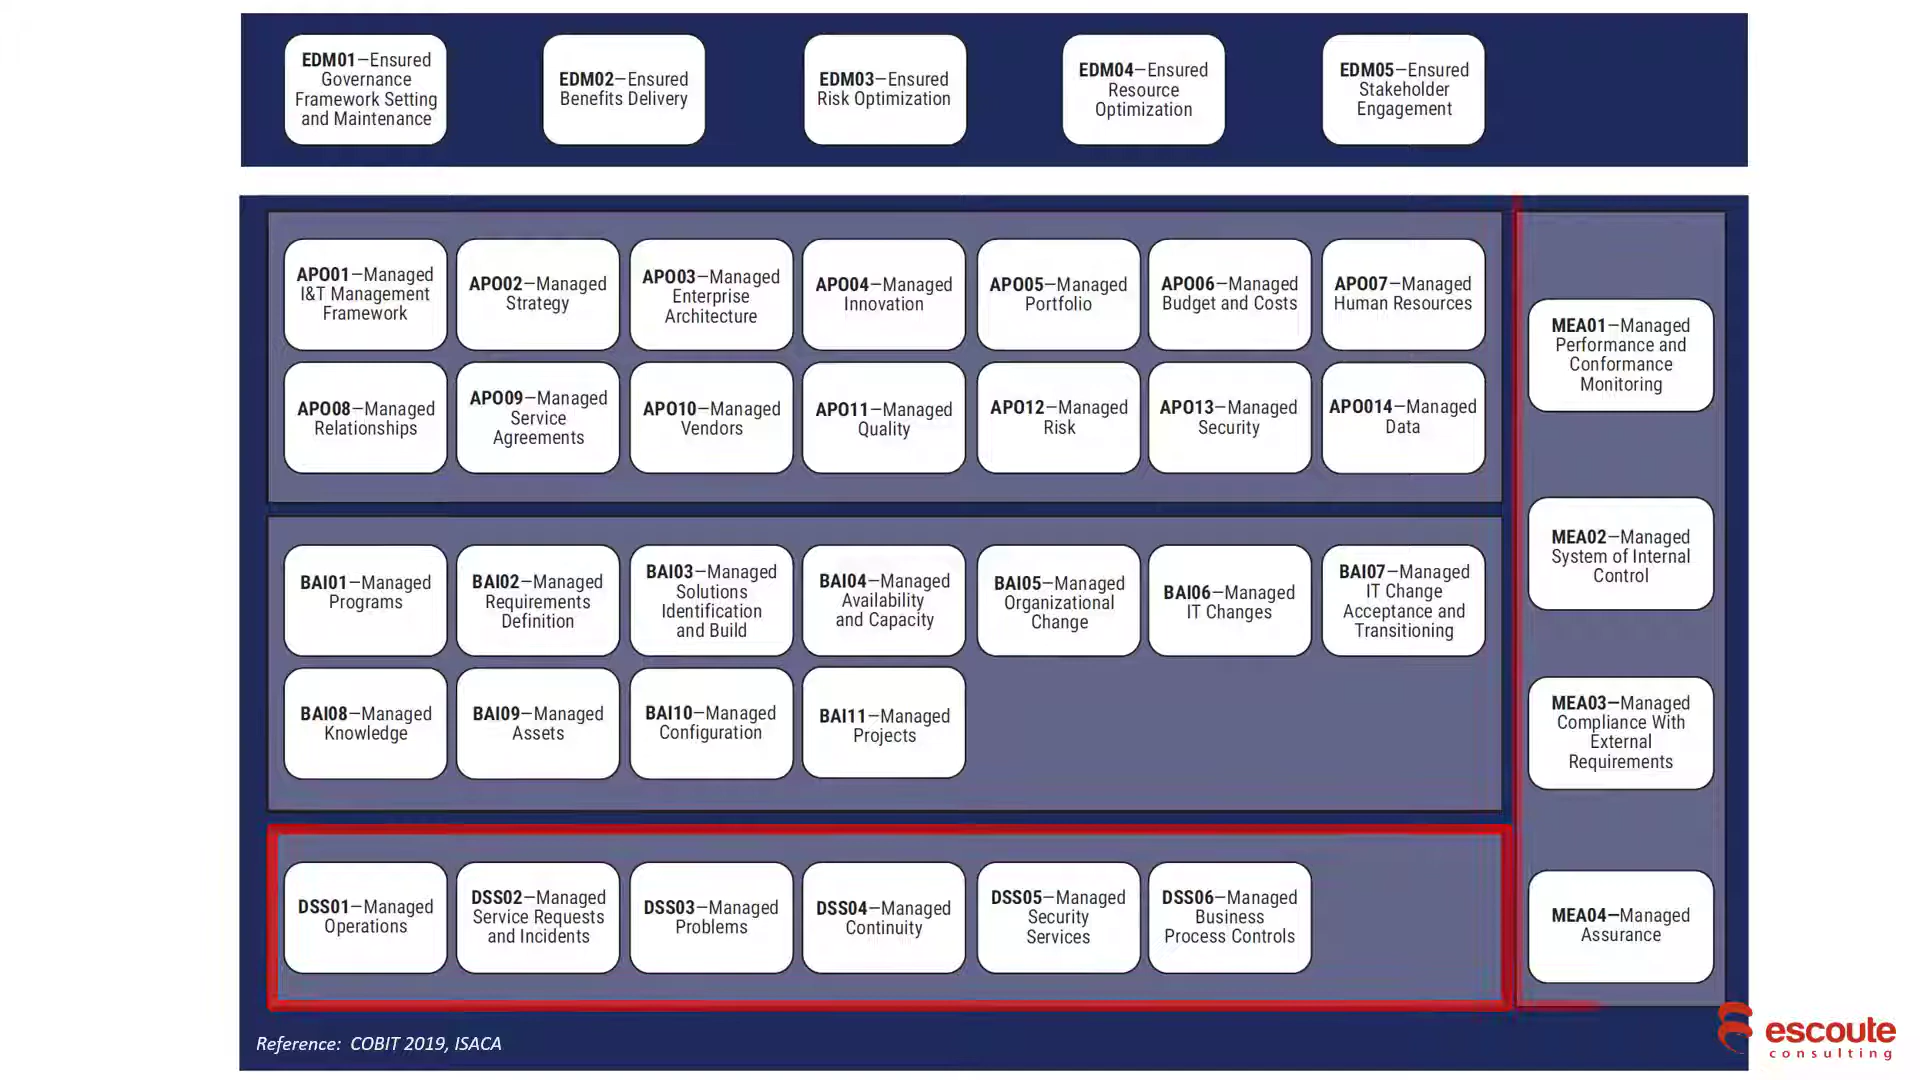 EDM01—Ensured
Governance
Framework Setting
and Maintenance
EDM02—Ensured
Benefits Delivery
EDM03—Ensured
Risk Optimization
EDM04—Ensured
Resource
Optimization
EDM05—Ensured
Stakeholder
Engagement
APO01—Managed
I&T Management
Framework
APO02—Managed
Strategy
APO03—Managed
Enterprise
Architecture
APO04—Managed
Innovation
APO05—Managed
Portfolio
APO06—Managed
Budget and Costs
APO07—Managed
Human Resources
APO08—Managed
Relationships
APO09—Managed
Service
Agreements
APO10—Managed
Vendors
APO11—Managed
Quality
APO12—Managed
Risk
APO13—Managed
Security
APO014—Managed
Data
BAI01—Managed
Programs
BAI02—Managed
Requirements
Definition
BAI03—Managed
Solutions
Identification
and Build
BAI04—Managed
Availability
and Capacity
BAI05—Managed
Organizational
Change
BAI06—Managed
IT Changes
BAI07—Managed
IT Change
Acceptance and
Transitioning
BAI08—Managed
Knowledge
BAI09—Managed
Assets
BAI10—Managed
Configuration
BAI11—Managed
Projects
DSS01—Managed
Operations
DSS02—Managed
Service Requests
and Incidents
DSS03—Managed
Problems
DSS04—Managed
Continuity
DSS05—Managed
Security
Services
DSS06—Managed
Business
Process Controls
MEA01—Managed
Performance and
Conformance
Monitoring
MEA02—Managed
System of Internal
Control
MEA03—Managed
Compliance With
External
Requirements
MEA04—Managed
Assurance
Reference: COBIT 2019, ISACA
escoute
consulting